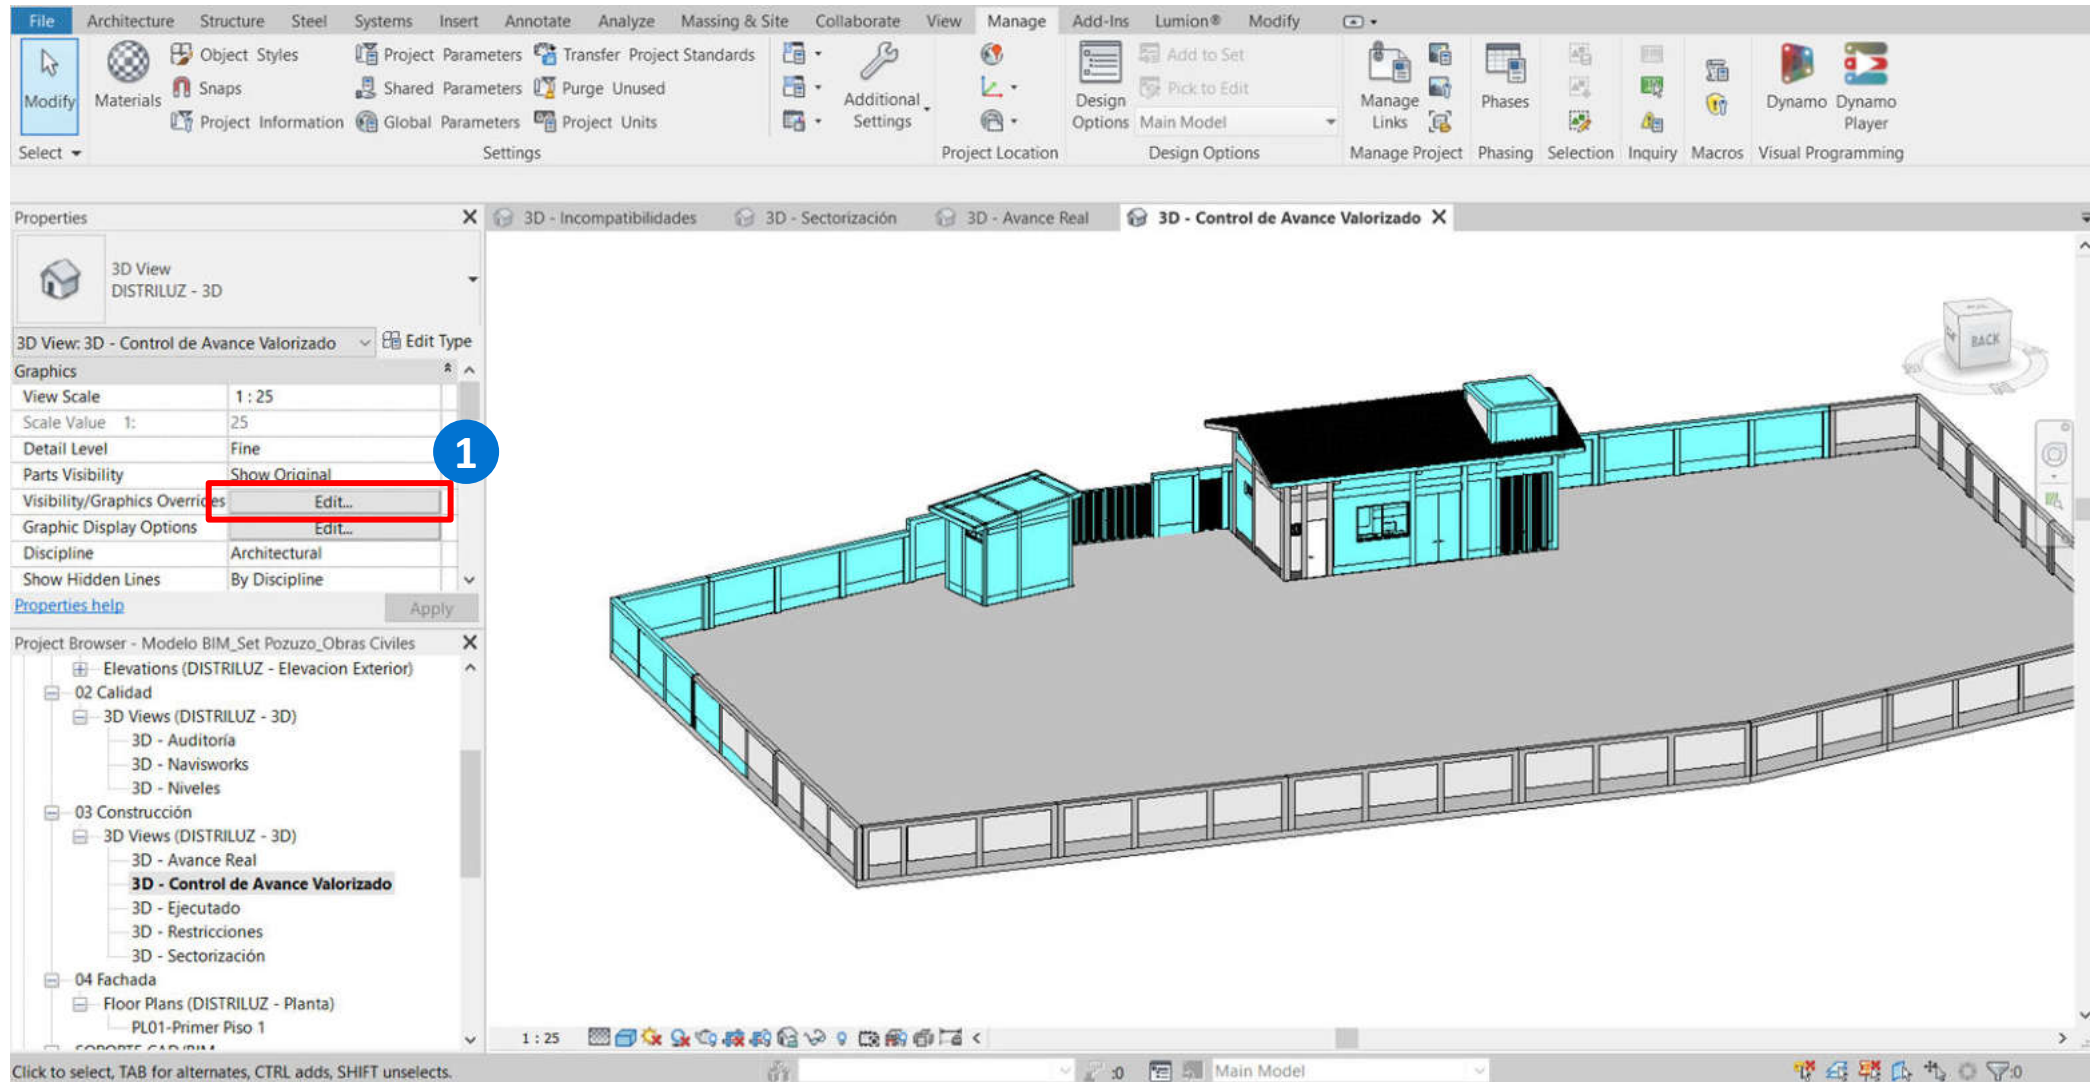 File Architecture Structure Steel Systems Insert Annotate Analyze Massing & Site Collaborate View Manage Add-Ins Lumion® Modify
Modify
Materials
Object Styles
Snaps
Project Information
Project Parameters
Shared Parameters
Global Parameters
Transfer Project Standards
Purge Unused
Project Units
Additional
Settings
Design
Options
Add to Set
Pick to Edit
Main Model
Manage
Links
Phases
Dynamo
Dynamo
Player
Select Settings Project Location Design Options Manage Project Phasing Selection Inquiry Macros Visual Programming
Properties
3D - Incompatibilidades 3D - Sectorización 3D - Avance Real 3D - Control de Avance Valorizado
3D View
DISTRILUZ - 3D
3D View: 3D - Control de Avance Valorizado Edit Type
Graphics
View Scale 1 : 25
Scale Value 1: 25
Detail Level Fine
Parts Visibility Show Original
1
Visibility/Graphics Overrides Edit...
Graphic Display Options Edit...
Discipline Architectural
Show Hidden Lines By Discipline
Properties help Apply
BACK
Project Browser - Modelo BIM_Set Pozuzo_Obras Civiles
Elevations (DISTRILUZ - Elevacion Exterior)
02 Calidad
3D Views (DISTRILUZ - 3D)
3D - Auditoría
3D - Navisworks
3D - Niveles
03 Construcción
3D Views (DISTRILUZ - 3D)
3D - Avance Real
3D - Control de Avance Valorizado
3D - Ejecutado
3D - Restricciones
3D - Sectorización
04 Fachada
Floor Plans (DISTRILUZ - Planta)
PL01-Primer Piso 1
SOPORTE CAD/BIM
1 : 25
Click to select, TAB for alternates, CTRL adds, SHIFT unselects. :0 Main Model :0